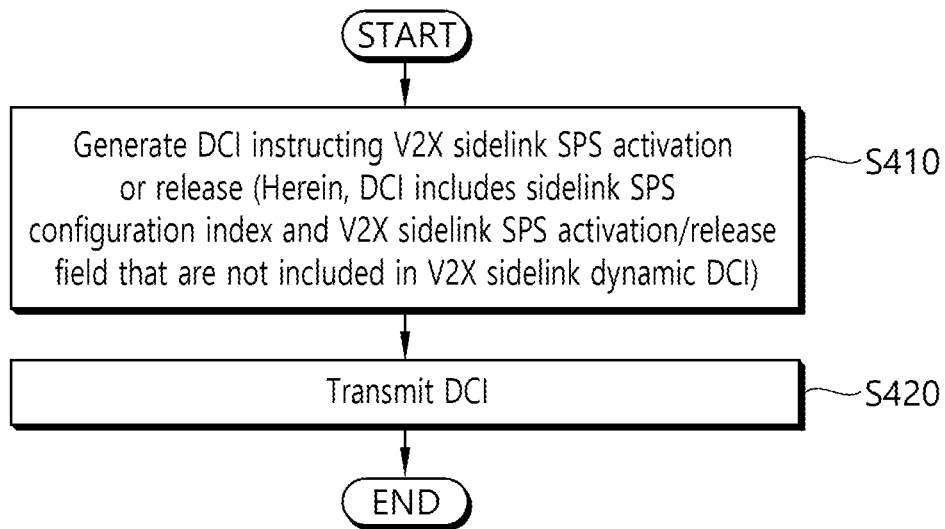 START
Generate DCI instructing V2X sidelink SPS activation
or release (Herein, DCI includes sidelink SPS
configuration index and V2X sidelink SPS activation/release
field that are not included in V2X sidelink dynamic DCI)
S410
Transmit DCI
S420
END